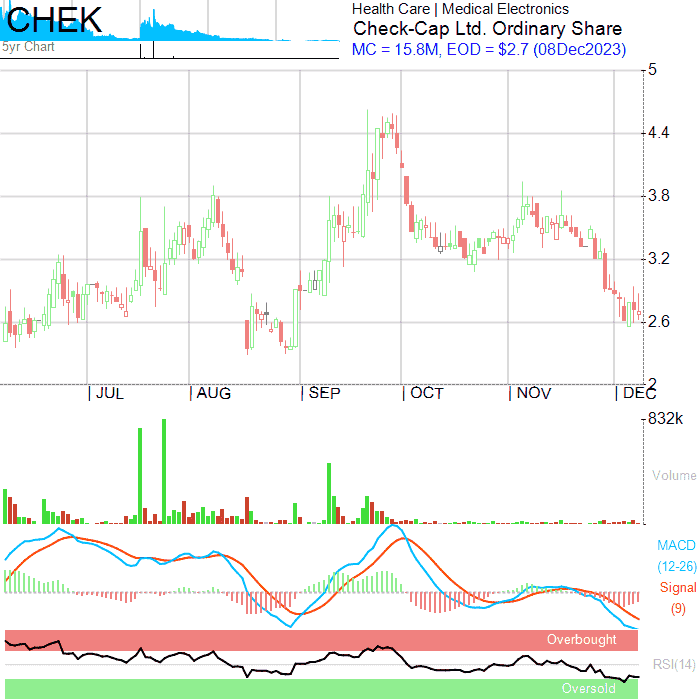 CHEK
5yr Chart
Health Care | Medical Electronics
Check-Cap Ltd. Ordinary Share
MC = 15.8M, EOD = $2.7 (08Dec2023)
5
4.4
3.8
3.2
2.6
2
JUL AUG SEP OCT NOV DEC
832k
Volume
MACD
(12-26)
Signal
(9)
Overbought
RSI(14)
Oversold